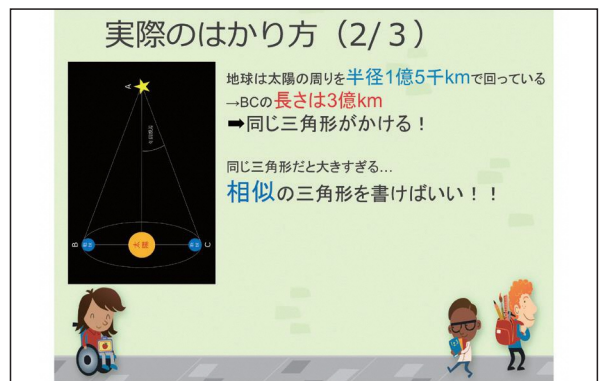 実際のはかり方（2/３）
地球は太陽の周りを半径1億5千kmで回っている
→BCの長さは3億km
➡同じ三角形がかける！
同じ三角形だと大きすぎる…
相似の三角形を書けばいい！！
A
B
太陽
C